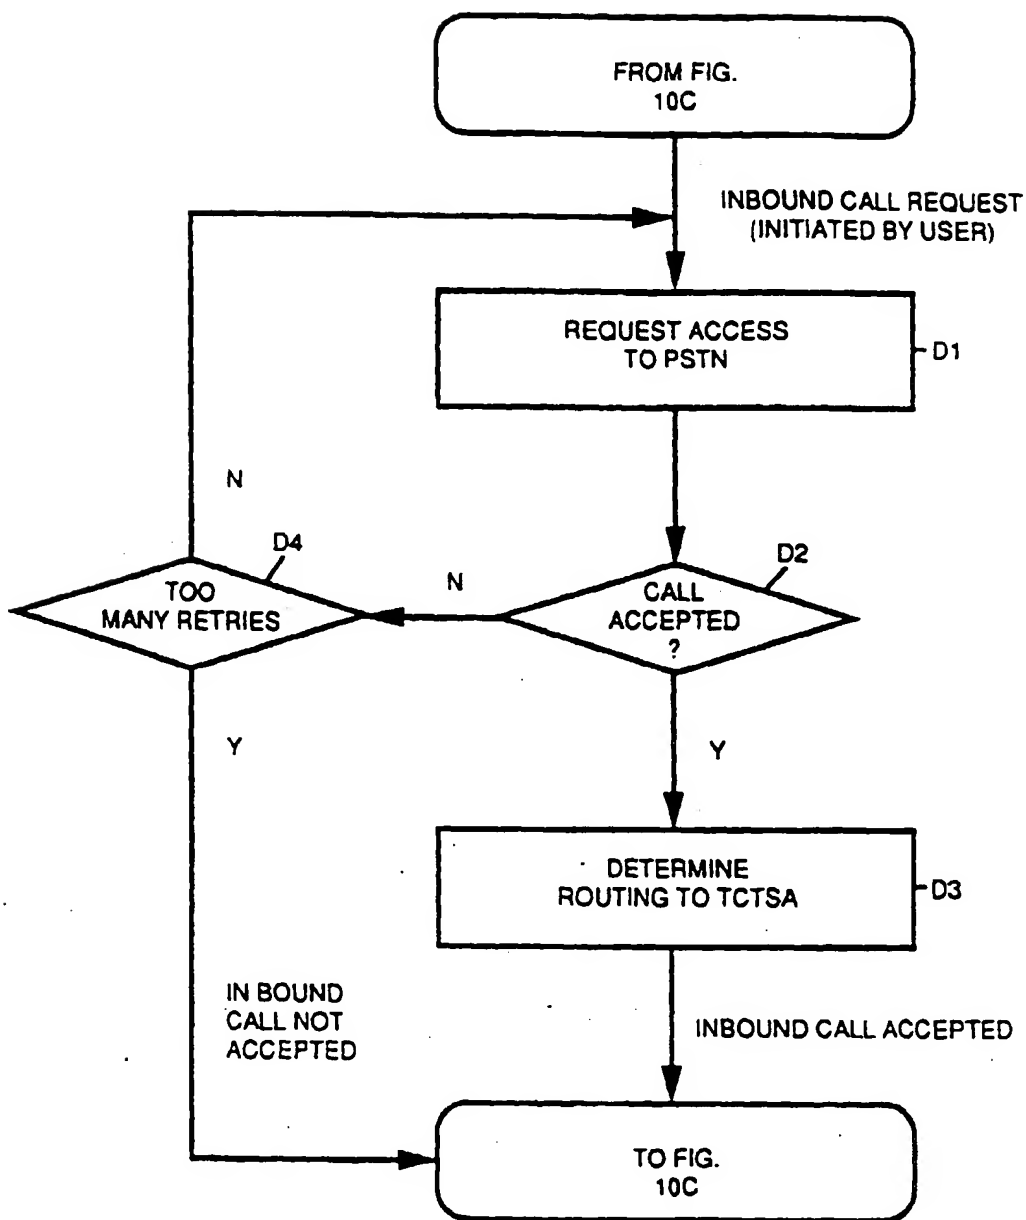 FROM FIG.
10C
INBOUND CALL REQUEST
(INITIATED BY USER)
REQUEST ACCESS
TO PSTN
D1
N
D4
TOO
MANY RETRIES
N
D2
CALL
ACCEPTED
?
Y
Y
DETERMINE
ROUTING TO TCTSA
D3
IN BOUND
CALL NOT
ACCEPTED
INBOUND CALL ACCEPTED
TO FIG.
10C